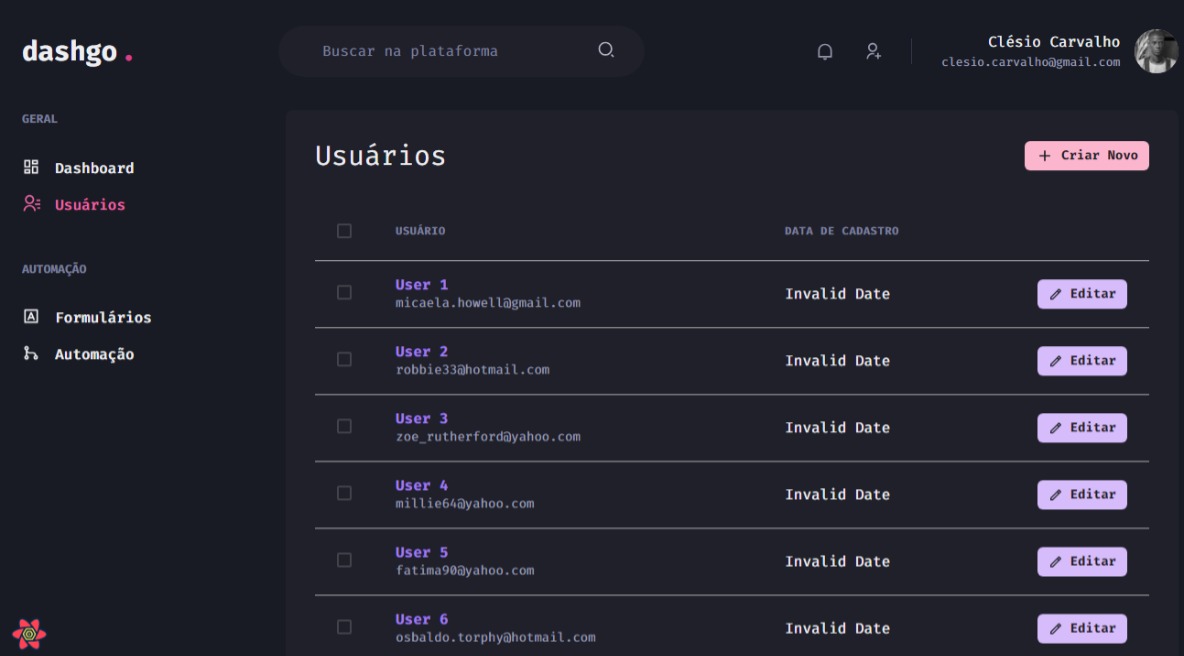 dashgo .
Buscar na plataforma
Clésio Carvalho
clesio.carvalho@gmail.com
GERAL
Dashboard
Usuários
AUTOMAÇÃO
Formulários
Automação
Usuários
+ Criar Novo
USUÁRIO DATA DE CADASTRO
User 1
micaela.howell@gmail.com
Invalid Date
Editar
User 2
robbie33@hotmail.com
Invalid Date
Editar
User 3
zoe_rutherford@yahoo.com
Invalid Date
Editar
User 4
millie64@yahoo.com
Invalid Date
Editar
User 5
fatima90@yahoo.com
Invalid Date
Editar
User 6
osbaldo.torphy@hotmail.com
Invalid Date
Editar